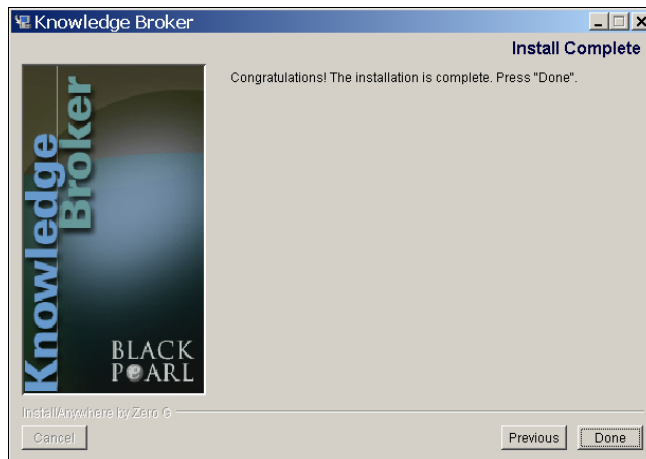 Knowledge Broker
Install Complete
Congratulations! The installation is complete. Press "Done".
Knowledge
Broker
BLACK
PeARL
InstallAnywhere by Zero G
Cancel
Previous
Done